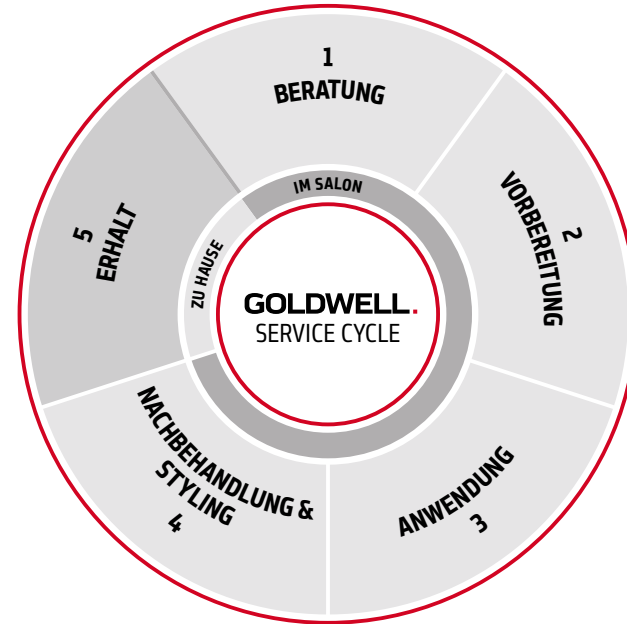 1
BERATUNG
2
VORBEREITUNG
3
ANWENDUNG
4
NACHBEHANDLUNG &
STYLING
5
ERHALT
IM SALON
ZU HAUSE
GOLDWELL.
SERVICE CYCLE